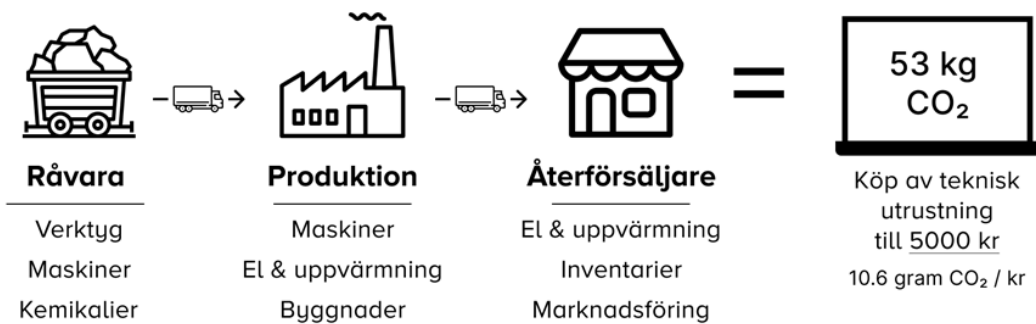 Råvara
Verktyg
Maskiner
Kemikalier
Produktion
Maskiner
El & uppvärmning
Byggnader
Återförsäljare
El & uppvärmning
Inventarier
Marknadsföring
=
53 kg
CO₂
Köp av teknisk
utrustning
till 5000 kr
10.6 gram CO₂ / kr